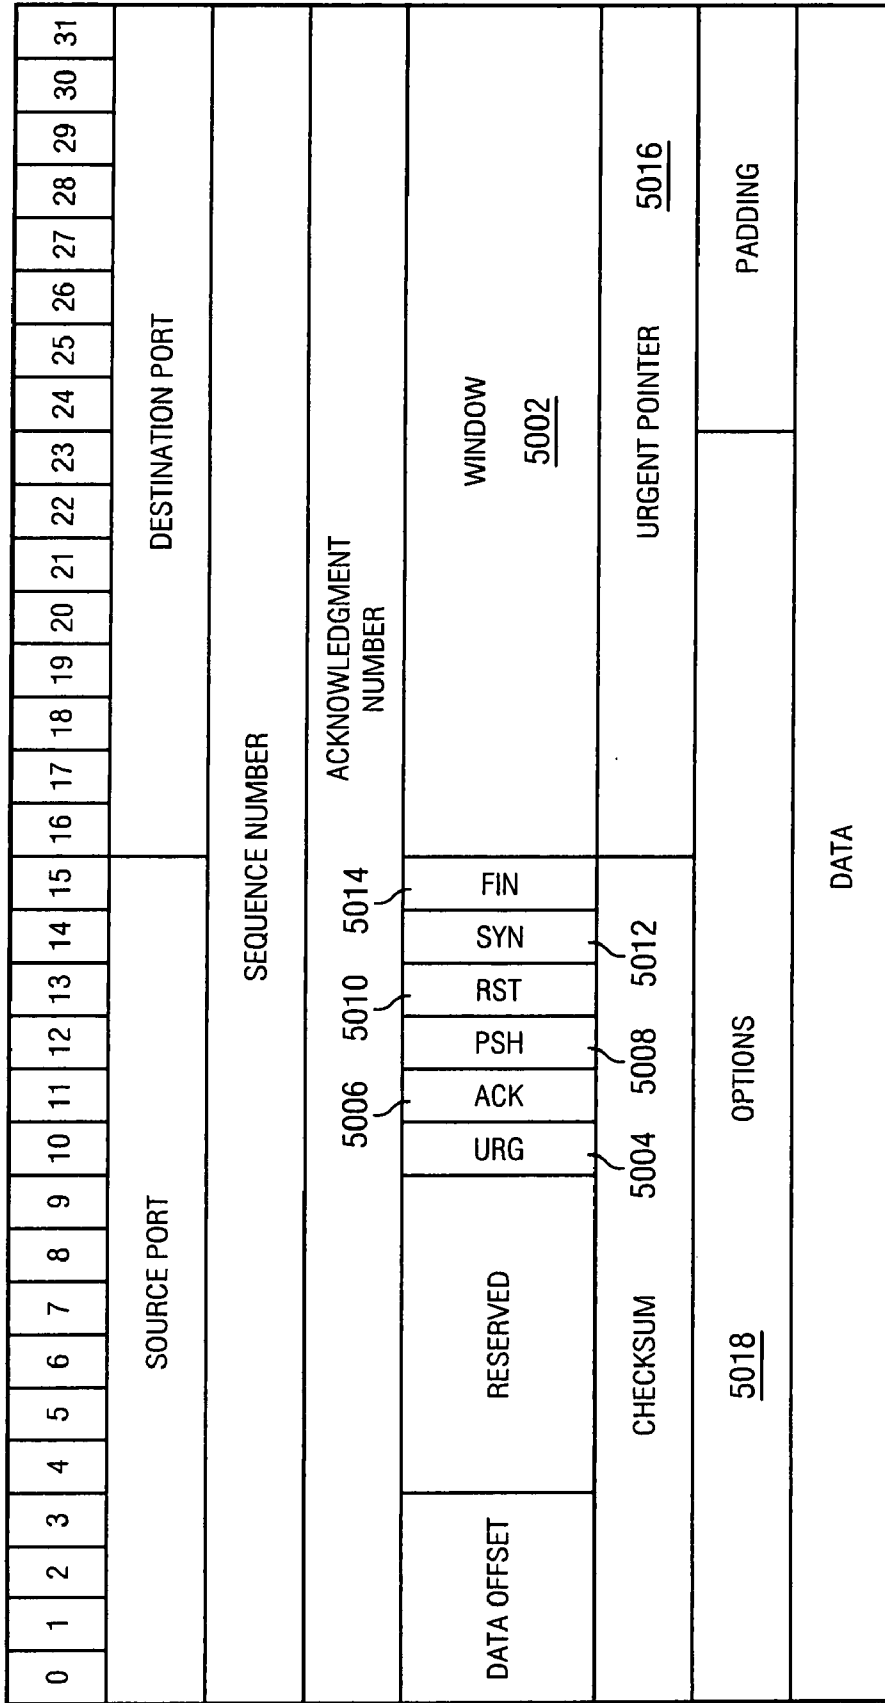 0 1 2 3 4 5 6 7 8 9 10 11 12 13 14 15 16 17 18 19 20 21 22 23 24 25 26 27 28 29 30 31
SOURCE PORT DESTINATION PORT
SEQUENCE NUMBER
ACKNOWLEDGMENT
NUMBER
5006 5010 5014
DATA OFFSET RESERVED URG ACK PSH RST SYN FIN WINDOW
5002
5004 5008 5012
CHECKSUM URGENT POINTER 5016
5018 OPTIONS PADDING
DATA